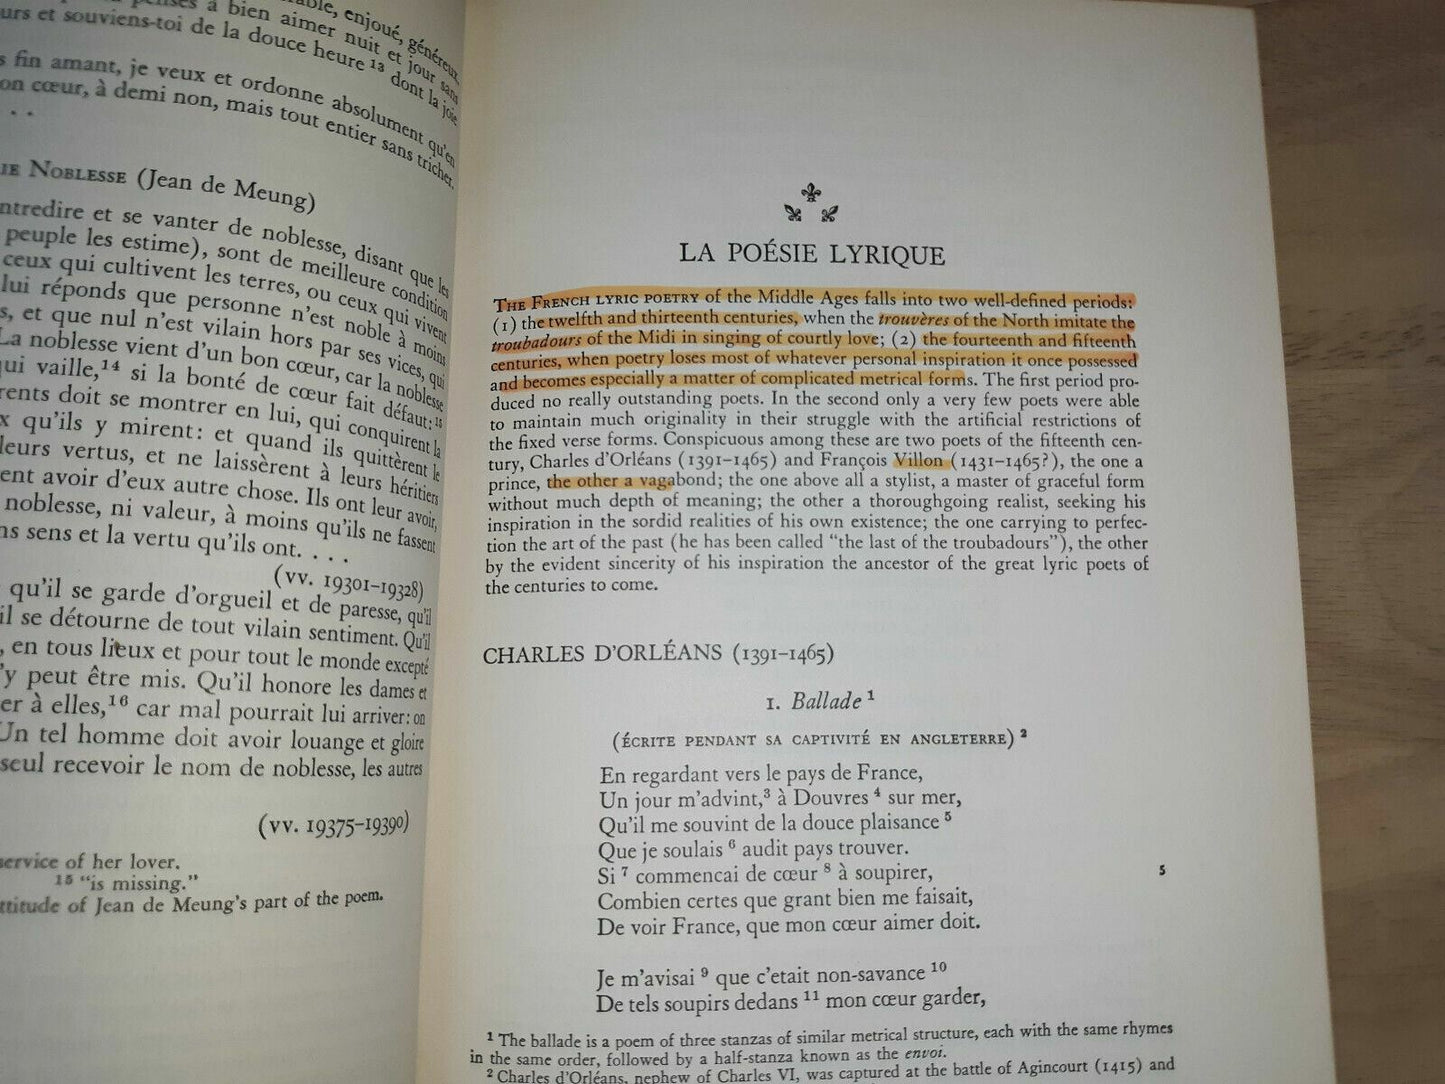 able, enjoué, généreux.
penses à bien aimer nuit et jour sans
urs et souviens-toi de la douce heure ¹³ dont la joie
s fin amant, je veux et ordonne absolument qu'en
on cœur, à demi non, mais tout entier sans tricher.
. .
IE NOBLESSE (Jean de Meung)
ntredire et se vanter de noblesse, disant que les
peuple les estime), sont de meilleure condition
ceux qui cultivent les terres, ou ceux qui vivent
lui réponds que personne n'est noble à moins
s, et que nul n'est vilain hors par ses vices, qui
La noblesse vient d'un bon cœur, car la noblesse
qui vaille,¹⁴ si la bonté de cœur fait défaut:¹⁵
rents doit se montrer en lui, qui conquirent la
x qu'ils y mirent: et quand ils quittèrent le
leurs vertus, et ne laissèrent à leurs héritiers
ent avoir d'eux autre chose. Ils ont leur avoir,
noblesse, ni valeur, à moins qu'ils ne fassent
ns sens et la vertu qu'ils ont. . . .
(vv. 19301–19328)
qu'il se garde d'orgueil et de paresse, qu'il
il se détourne de tout vilain sentiment. Qu'il
, en tous lieux et pour tout le monde excepté
'y peut être mis. Qu'il honore les dames et
er à elles,¹⁶ car mal pourrait lui arriver: on
Un tel homme doit avoir louange et gloire
seul recevoir le nom de noblesse, les autres
(vv. 19375–19390)
service of her lover.
¹⁵ "is missing."
ttitude of Jean de Meung's part of the poem.
LA POÉSIE LYRIQUE
THE FRENCH LYRIC POETRY of the Middle Ages falls into two well-defined periods:
(1) the twelfth and thirteenth centuries, when the trouvères of the North imitate the
troubadours of the Midi in singing of courtly love; (2) the fourteenth and fifteenth
centuries, when poetry loses most of whatever personal inspiration it once possessed
and becomes especially a matter of complicated metrical forms. The first period pro-
duced no really outstanding poets. In the second only a very few poets were able
to maintain much originality in their struggle with the artificial restrictions of
the fixed verse forms. Conspicuous among these are two poets of the fifteenth cen-
tury, Charles d'Orléans (1391–1465) and François Villon (1431–1465?), the one a
prince, the other a vagabond; the one above all a stylist, a master of graceful form
without much depth of meaning; the other a thoroughgoing realist, seeking his
inspiration in the sordid realities of his own existence; the one carrying to perfec-
tion the art of the past (he has been called "the last of the troubadours"), the other
by the evident sincerity of his inspiration the ancestor of the great lyric poets of
the centuries to come.
CHARLES D'ORLÉANS (1391–1465)
1. Ballade ¹
(ÉCRITE PENDANT SA CAPTIVITÉ EN ANGLETERRE) ²
En regardant vers le pays de France,
Un jour m'advint,³ à Douvres ⁴ sur mer,
Qu'il me souvint de la douce plaisance ⁵
Que je soulais ⁶ audit pays trouver.
Si ⁷ commencai de cœur ⁸ à soupirer, 5
Combien certes que grant bien me faisait,
De voir France, que mon cœur aimer doit.
Je m'avisai ⁹ que c'etait non-savance ¹⁰
De tels soupirs dedans ¹¹ mon cœur garder,
¹ The ballade is a poem of three stanzas of similar metrical structure, each with the same rhymes
in the same order, followed by a half-stanza known as the envoi.
² Charles d'Orléans, nephew of Charles VI, was captured at the battle of Agincourt (1415) and